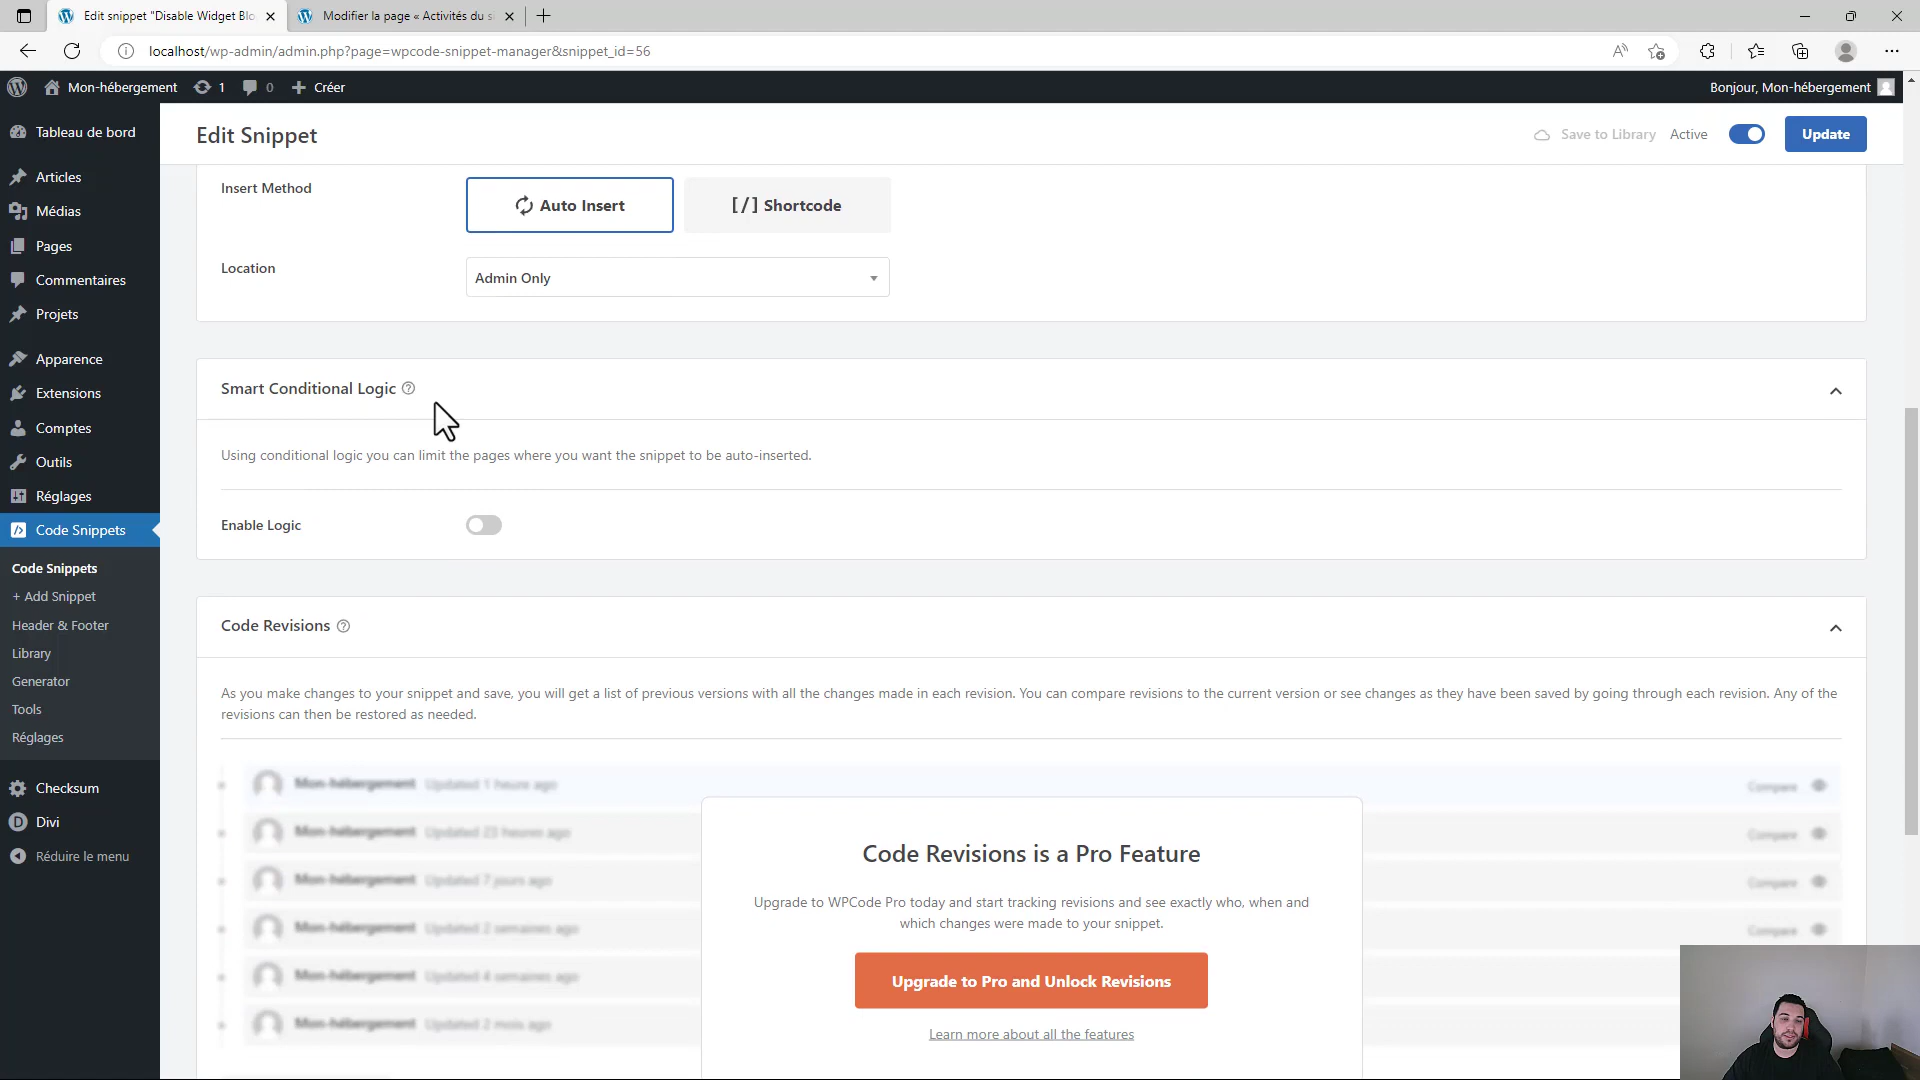 Edit snippet "Disable Widget Blo
Modifier la page « Activités du s
localhost/wp-admin/admin.php?page=wpcode-snippet-manager&snippet_id=56
Mon-hébergement
1
0
Créer
Bonjour, Mon-hébergement
Tableau de bord
Articles
Médias
Pages
Commentaires
Projets
Apparence
Extensions
Comptes
Outils
Réglages
Code Snippets
Code Snippets
+ Add Snippet
Header & Footer
Library
Generator
Tools
Réglages
Checksum
Divi
Réduire le menu
Edit Snippet
Save to Library
Active
Update
Insert Method
Auto Insert
[/] Shortcode
Location
Admin Only
Smart Conditional Logic
Using conditional logic you can limit the pages where you want the snippet to be auto-inserted.
Enable Logic
Code Revisions
As you make changes to your snippet and save, you will get a list of previous versions with all the changes made in each revision. You can compare revisions to the current version or see changes as they have been saved by going through each revision. Any of the
revisions can then be restored as needed.
Mon-hébergement Updated 1 heure ago
Compare
Mon-hébergement Updated 23 heures ago
Compare
Mon-hébergement Updated 7 jours ago
Compare
Mon-hébergement Updated 2 semaines ago
Compare
Mon-hébergement Updated 4 semaines ago
Mon-hébergement Updated 2 mois ago
Code Revisions is a Pro Feature
Upgrade to WPCode Pro today and start tracking revisions and see exactly who, when and
which changes were made to your snippet.
Upgrade to Pro and Unlock Revisions
Learn more about all the features